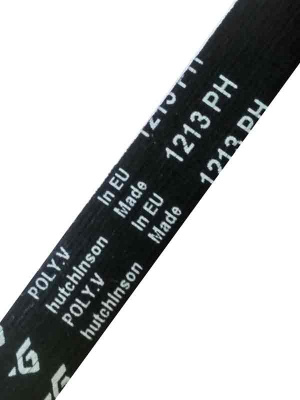 1213 PH
1213 PH
1213 PH
In EU
Made
In EU
Made
POLY.V
hutchInson
POLY.V
hutchInson
G